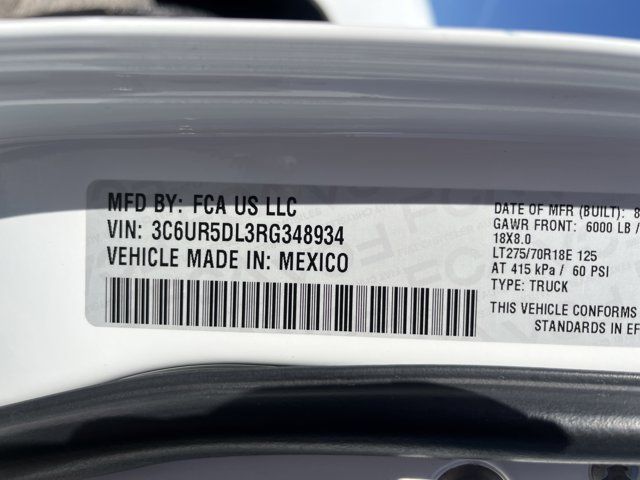 MFD BY: FCA US LLC
VIN: 3C6UR5DL3RG348934
VEHICLE MADE IN: MEXICO
DATE OF MFR (BUILT): 8
GAWR FRONT: 6000 LB /
18X8.0
LT275/70R18E 125
AT 415 kPa / 60 PSI
TYPE: TRUCK
THIS VEHICLE CONFORMS
STANDARDS IN EF